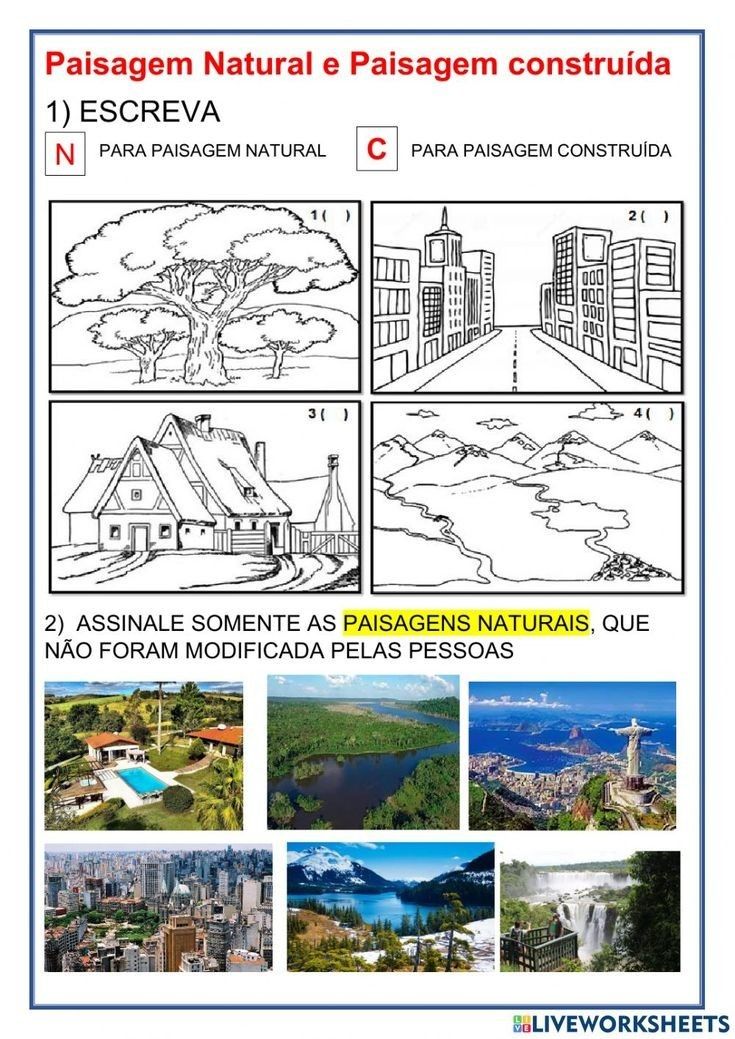 Paisagem Natural e Paisagem construída
1) ESCREVA
N PARA PAISAGEM NATURAL C PARA PAISAGEM CONSTRUÍDA
1 ( ) 2 ( )
3 ( ) 4 ( )
2) ASSINALE SOMENTE AS PAISAGENS NATURAIS, QUE
NÃO FORAM MODIFICADA PELAS PESSOAS
LIVE LIVEWORKSHEETS